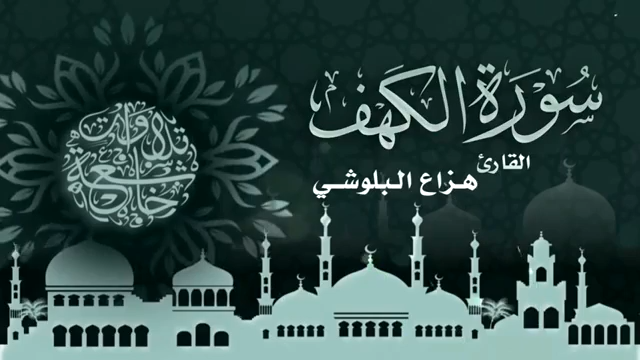 سُورَةُ الكَهْفِ
القارئ
هزاع البلوشي
تلاوات
خاشعة